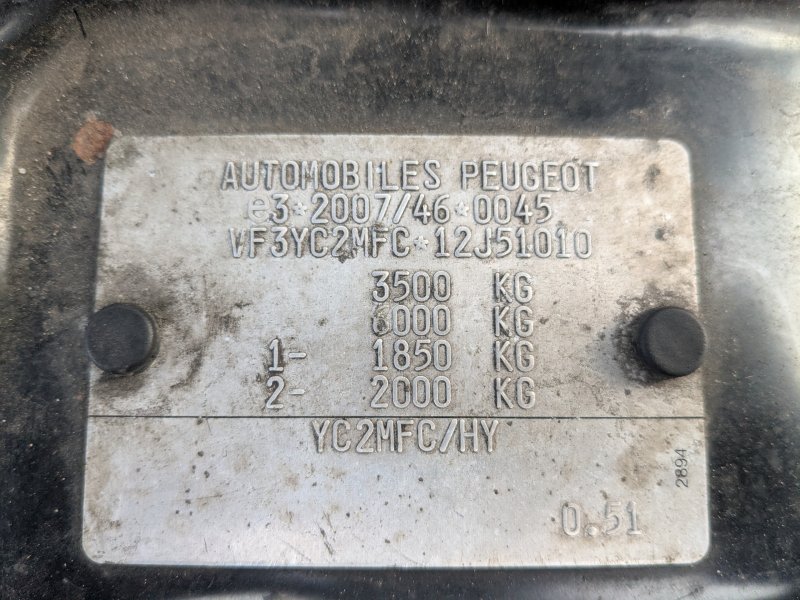 AUTOMOBILES PEUGEOT
e3*2007/46*0045
VF3YC2MFC*12J51010
3500 KG
6000 KG
1- 1850 KG
2- 2000 KG
YC2MFC/HY
2894
0.51